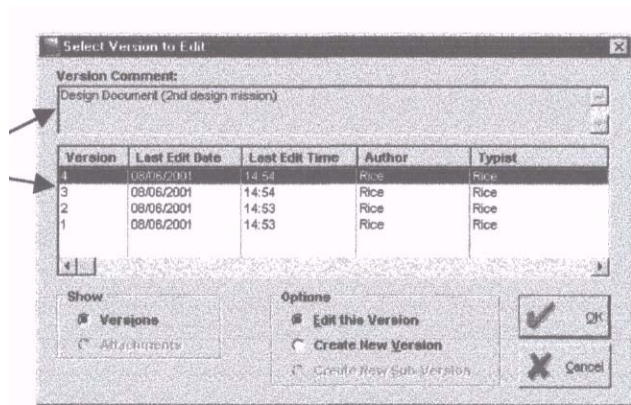 Select Version to Edit
Version Comment:
Design Document (2nd design mission)
Version Last Edit Date Last Edit Time Author Typist
4 08/06/2001 14:54 Rice Rice
3 08/06/2001 14:54 Rice Rice
2 08/06/2001 14:53 Rice Rice
1 08/06/2001 14:53 Rice Rice
Show
Versions
Attachments
Options
Edit this Version
Create New Version
Create New Sub-Version
OK
Cancel